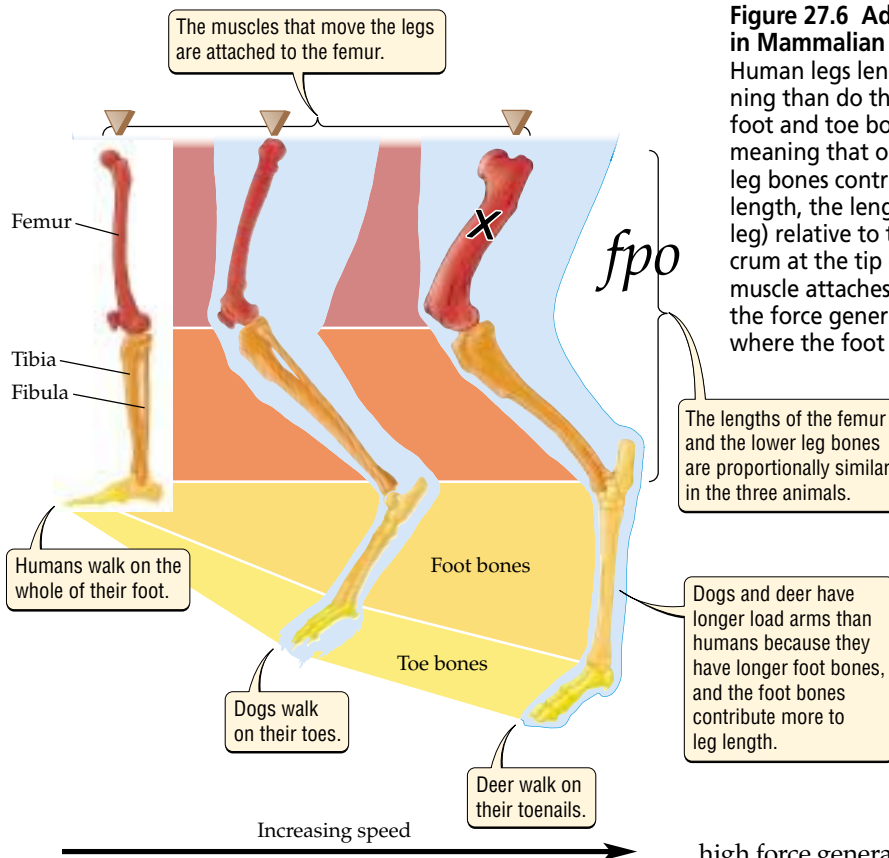 The muscles that move the legs
are attached to the femur.
Figure 27.6 Ad
in Mammalian
Human legs len
ning than do th
foot and toe bo
meaning that o
leg bones contr
length, the leng
leg) relative to t
crum at the tip
muscle attaches
the force gener
where the foot
Femur
X
fpo
Tibia
Fibula
The lengths of the femur
and the lower leg bones
are proportionally similar
in the three animals.
Humans walk on the
whole of their foot.
Foot bones
Dogs and deer have
longer load arms than
humans because they
have longer foot bones,
and the foot bones
contribute more to
leg length.
Toe bones
Dogs walk
on their toes.
Deer walk on
their toenails.
Increasing speed
high force genera